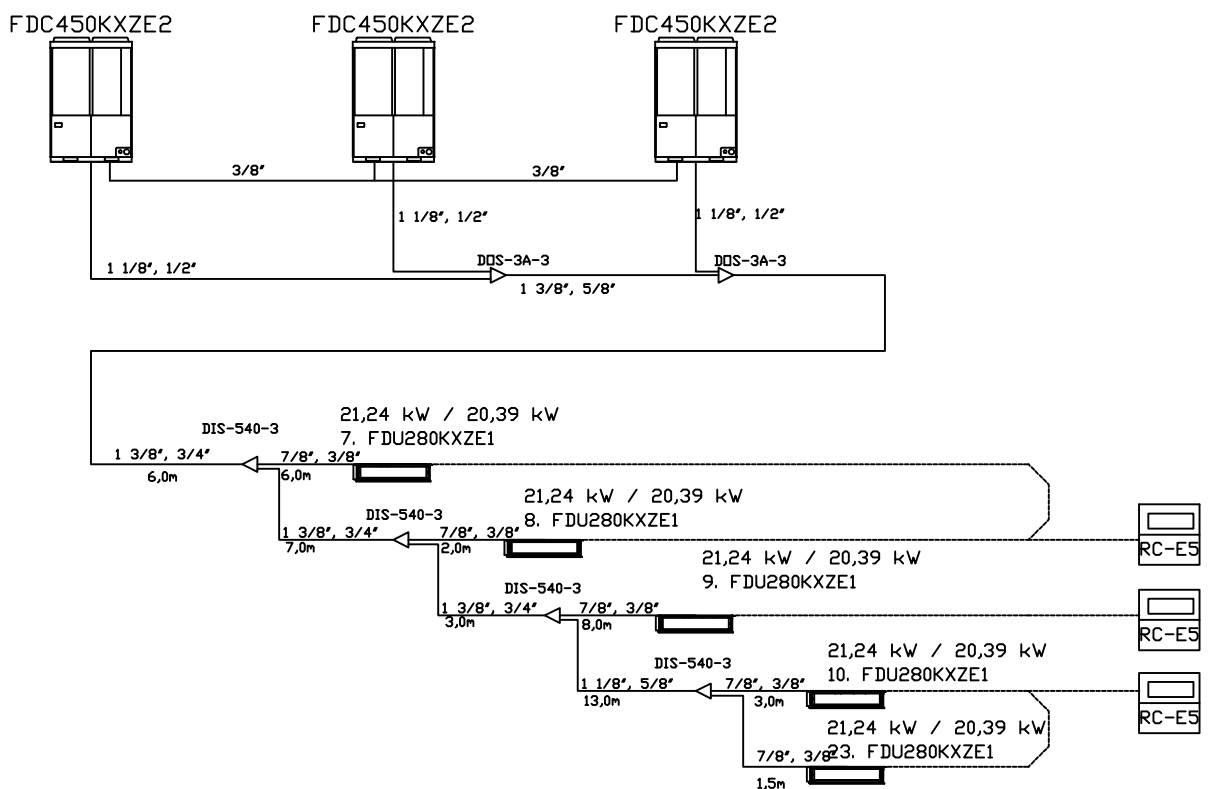 FDC450KXZE2 FDC450KXZE2 FDC450KXZE2
3/8" 3/8"
1 1/8", 1/2" 1 1/8", 1/2"
1 1/8", 1/2" DOS-3A-3 DOS-3A-3
1 3/8", 5/8"
21,24 kW / 20,39 kW
DIS-540-3 7. FDU280KXZE1
1 3/8", 3/4" 7/8", 3/8"
6,0m 6,0m
21,24 kW / 20,39 kW
DIS-540-3 8. FDU280KXZE1
1 3/8", 3/4" 7/8", 3/8"
7,0m 2,0m RC-E5
21,24 kW / 20,39 kW
DIS-540-3 9. FDU280KXZE1
1 3/8", 3/4" 7/8", 3/8"
3,0m 8,0m RC-E5
21,24 kW / 20,39 kW
DIS-540-3 10. FDU280KXZE1
1 1/8", 5/8" 7/8", 3/8"
13,0m 3,0m RC-E5
21,24 kW / 20,39 kW
7/8", 3/8" 23. FDU280KXZE1
1,5m